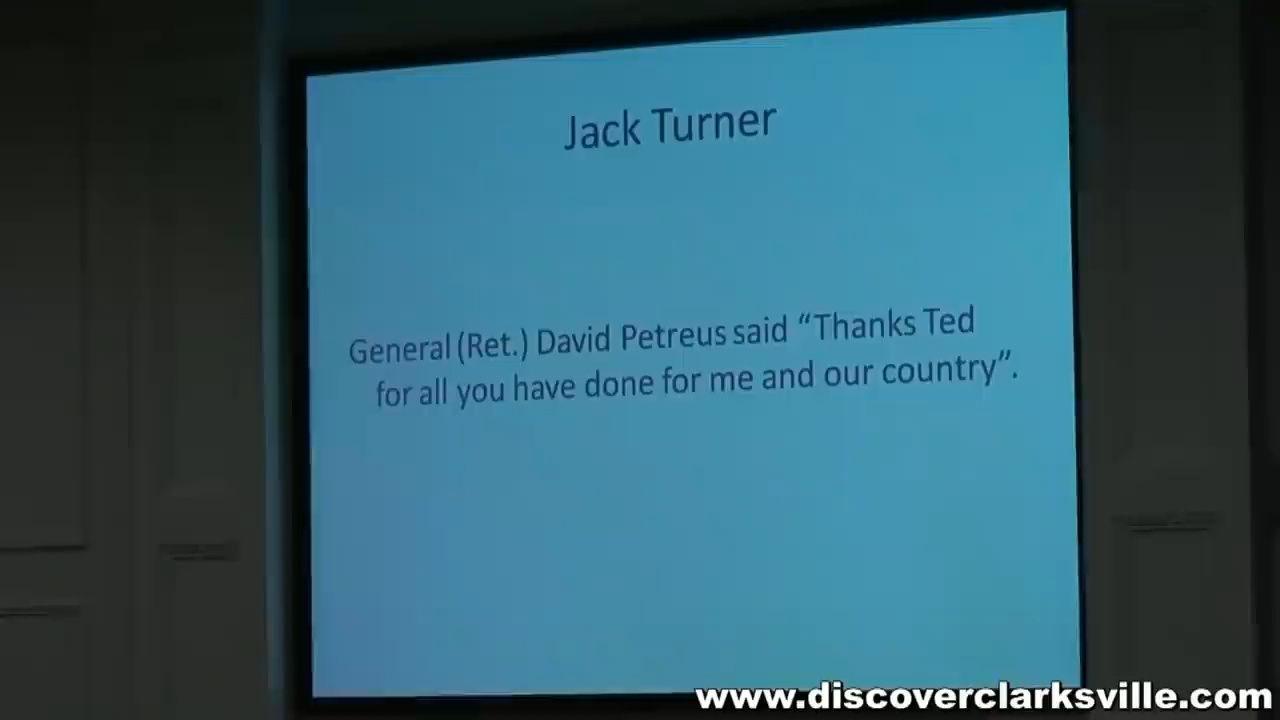 Jack Turner
General (Ret.) David Petreus said “Thanks Ted
for all you have done for me and our country”.
www.discoverclarksville.com